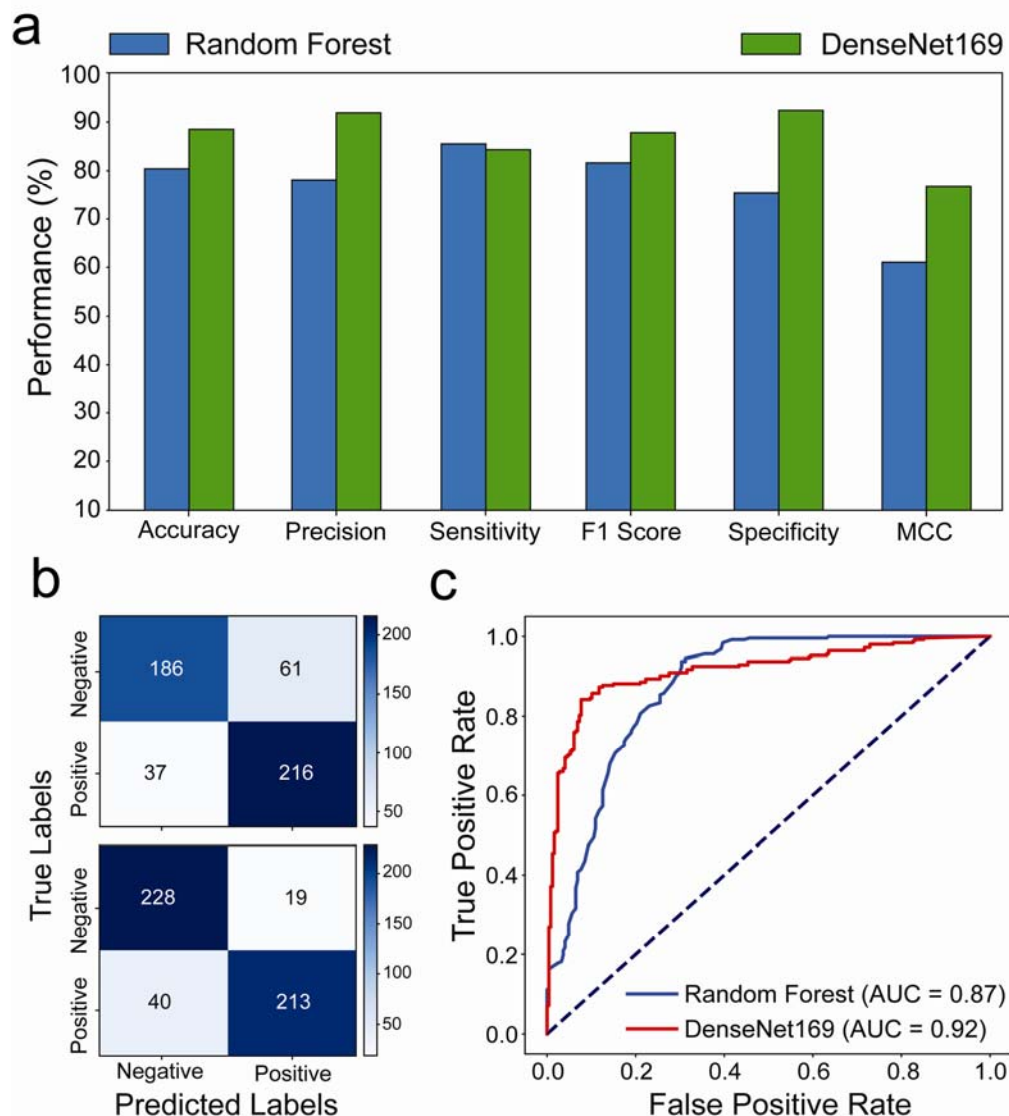 a
Random Forest
DenseNet169
Performance (%)
100
90
80
70
60
50
40
30
20
10
Accuracy Precision Sensitivity F1 Score Specificity MCC
b
True Labels
Negative
Positive
186 61
37 216
200
150
100
50
Negative
Positive
228 19
40 213
200
150
100
50
Negative Positive
Predicted Labels
c
True Positive Rate
1.0
0.8
0.6
0.4
0.2
0.0
Random Forest (AUC = 0.87)
DenseNet169 (AUC = 0.92)
0.0 0.2 0.4 0.6 0.8 1.0
False Positive Rate